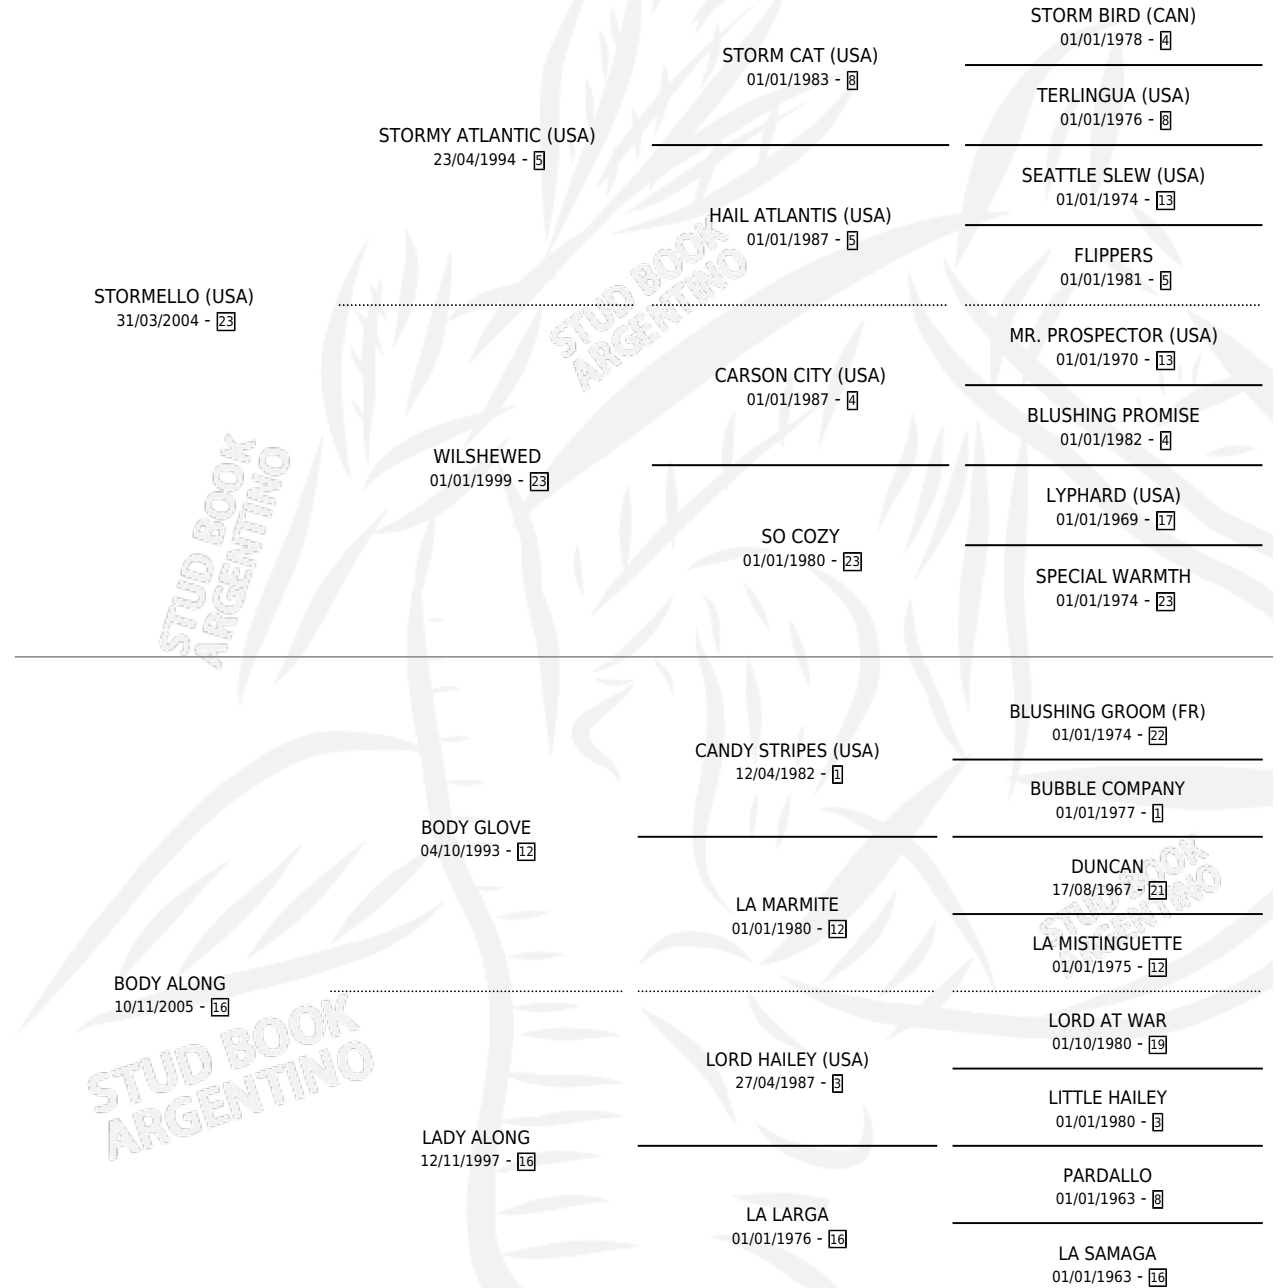 STORM BIRD (CAN)
01/01/1978 - 4
STORM CAT (USA)
01/01/1983 - 8
TERLINGUA (USA)
01/01/1976 - 8
STORMY ATLANTIC (USA)
23/04/1994 - 5
SEATTLE SLEW (USA)
01/01/1974 - 13
HAIL ATLANTIS (USA)
01/01/1987 - 5
FLIPPERS
01/01/1981 - 5
STORMELLO (USA)
31/03/2004 - 23
MR. PROSPECTOR (USA)
01/01/1970 - 13
CARSON CITY (USA)
01/01/1987 - 4
BLUSHING PROMISE
01/01/1982 - 4
WILSHEWED
01/01/1999 - 23
LYPHARD (USA)
01/01/1969 - 17
SO COZY
01/01/1980 - 23
SPECIAL WARMTH
01/01/1974 - 23
BLUSHING GROOM (FR)
01/01/1974 - 22
CANDY STRIPES (USA)
12/04/1982 - 1
BUBBLE COMPANY
01/01/1977 - 1
BODY GLOVE
04/10/1993 - 12
DUNCAN
17/08/1967 - 21
LA MARMITE
01/01/1980 - 12
LA MISTINGUETTE
01/01/1975 - 12
BODY ALONG
10/11/2005 - 16
LORD AT WAR
01/10/1980 - 19
LORD HAILEY (USA)
27/04/1987 - 3
LITTLE HAILEY
01/01/1980 - 3
LADY ALONG
12/11/1997 - 16
PARDALLO
01/01/1963 - 8
LA LARGA
01/01/1976 - 16
LA SAMAGA
01/01/1963 - 16
STUD BOOK
ARGENTINO
STUD BOOK
ARGENTINO
STUD BOOK
ARGENTINO
STUD BOOK
ARGENTINO